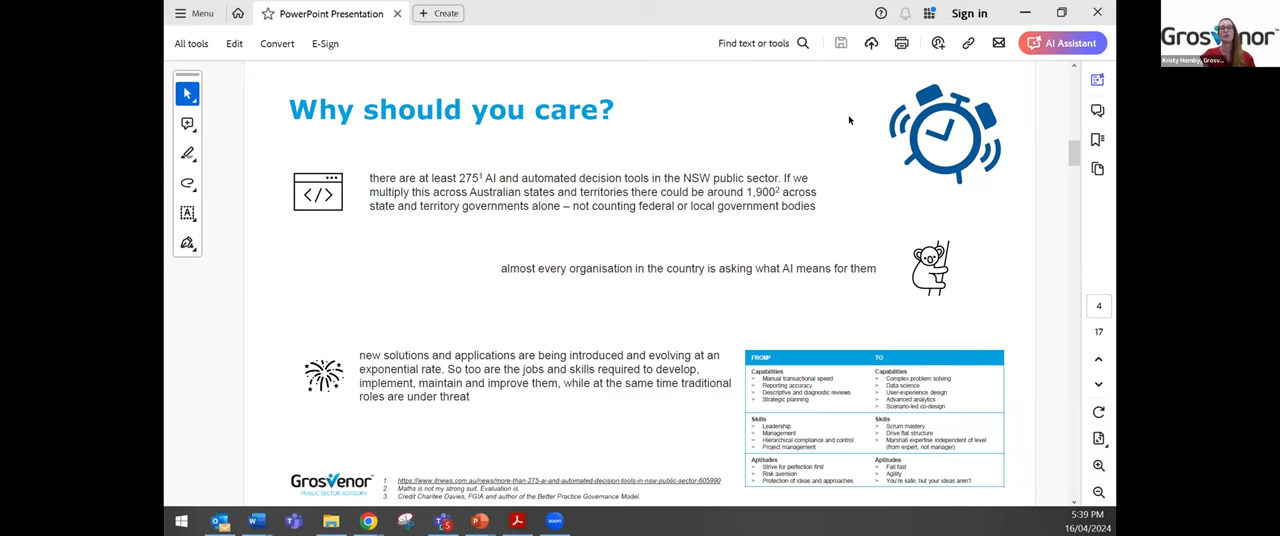 Menu
PowerPoint Presentation
Create
Sign in
All tools
Edit
Convert
E-Sign
Find text or tools
AI Assistant
Grosvenor
Kristy Hornby, Grosv...
Why should you care?
</>
there are at least 275¹ AI and automated decision tools in the NSW public sector. If we
multiply this across Australian states and territories there could be around 1,900² across
state and territory governments alone – not counting federal or local government bodies
almost every organisation in the country is asking what AI means for them
new solutions and applications are being introduced and evolving at an
exponential rate. So too are the jobs and skills required to develop,
implement, maintain and improve them, while at the same time traditional
roles are under threat
FROM³
TO
Capabilities
> Manual transactional speed
> Reporting accuracy
> Descriptive and diagnostic reviews
> Strategic planning
Capabilities
> Complex problem solving
> Data science
> User-experience design
> Advanced analytics
> Scenario-led co-design
Skills
> Leadership
> Management
> Hierarchical compliance and control
> Project management
Skills
> Scrum mastery
> Drive flat structure
> Marshall expertise independent of level
(from expert, not manager)
Aptitudes
> Strive for perfection first
> Risk aversion
> Protection of ideas and approaches
Aptitudes
> Fail fast
> Agility
> You're safe, but your ideas aren't
Grosvenor™
PUBLIC SECTOR ADVISORY
1. https://www.itnews.com.au/news/more-than-275-ai-and-automated-decision-tools-in-nsw-public-sector-605990
2. Maths is not my strong suit. Evaluation is.
3. Credit Charitee Davies, FGIA and author of the Better Practice Governance Model.
4
17
5:39 PM
16/04/2024
zoom